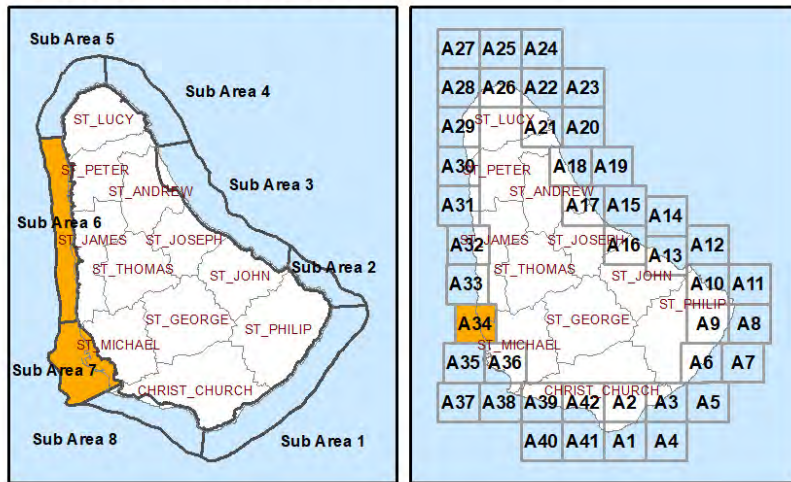 Sub Area 5
Sub Area 4
ST_LUCY
Sub Area 3
ST_PETER
ST_ANDREW
Sub Area 6
ST_JAMES
ST_JOSEPH
Sub Area 2
ST_THOMAS
ST_JOHN
ST_GEORGE
ST_PHILIP
ST_MICHAEL
Sub Area 7
CHRIST_CHURCH
Sub Area 8
Sub Area 1
A27 A25 A24
A28 A26 A22 A23
ST_LUCY
A29 A21 A20
A30 ST_PETER A18 A19
ST_ANDREW
A31 A17 A15
A14
ST_JAMES ST_JOSEPH
A32 A16 A12
A13
ST_THOMAS ST_JOHN
A33 A10 A11
ST_PHILIP
A34 ST_GEORGE A9 A8
ST_MICHAEL
A35 A36 A6 A7
CHRIST_CHURCH
A37 A38 A39 A42 A2 A3 A5
A40 A41 A1 A4